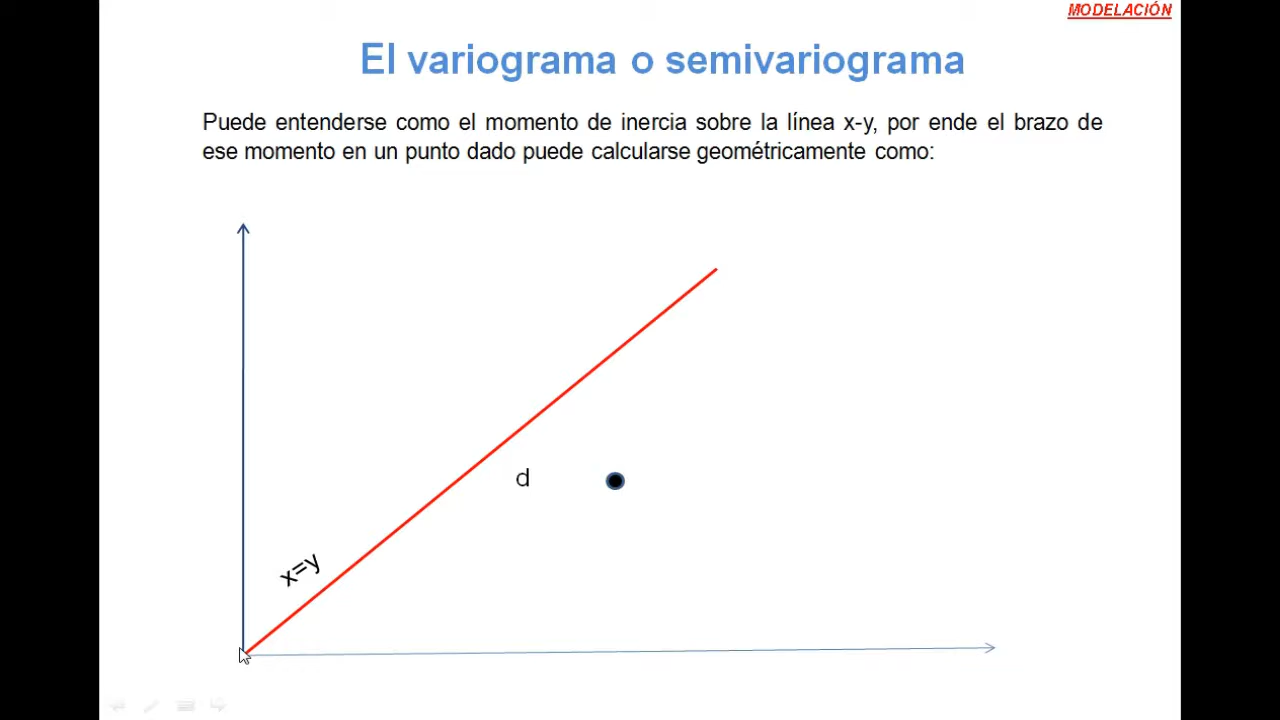 MODELACIÓN
El variograma o semivariograma
Puede entenderse como el momento de inercia sobre la línea x-y, por ende el brazo de
ese momento en un punto dado puede calcularse geométricamente como:
d
x=y